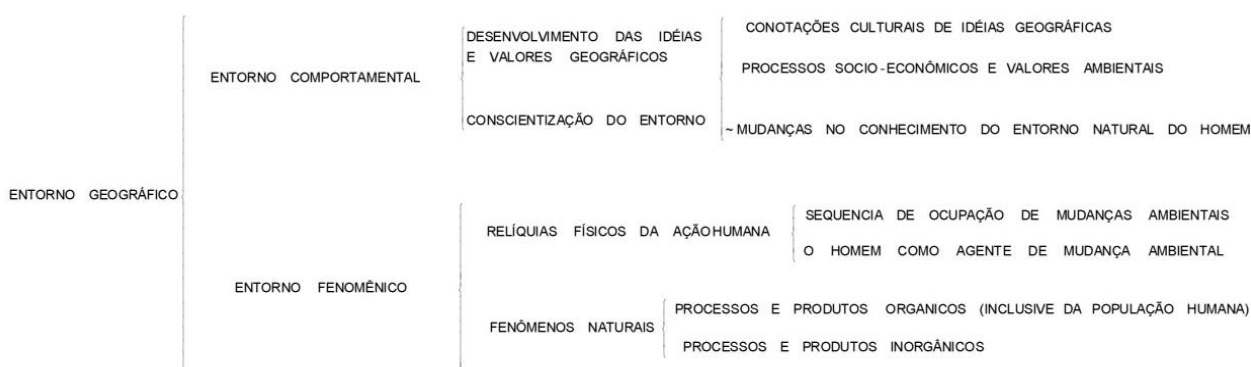 ENTORNO GEOGRÁFICO
ENTORNO COMPORTAMENTAL
DESENVOLVIMENTO DAS IDÉIAS
E VALORES GEOGRÁFICOS
CONOTAÇÕES CULTURAIS DE IDÉIAS GEOGRÁFICAS
PROCESSOS SOCIO-ECONÔMICOS E VALORES AMBIENTAIS
CONSCIENTIZAÇÃO DO ENTORNO
~ MUDANÇAS NO CONHECIMENTO DO ENTORNO NATURAL DO HOMEM
ENTORNO FENOMÊNICO
RELÍQUIAS FÍSICOS DA AÇÃO HUMANA
SEQUENCIA DE OCUPAÇÃO DE MUDANÇAS AMBIENTAIS
O HOMEM COMO AGENTE DE MUDANÇA AMBIENTAL
FENÔMENOS NATURAIS
PROCESSOS E PRODUTOS ORGANICOS (INCLUSIVE DA POPULAÇÃO HUMANA)
PROCESSOS E PRODUTOS INORGÂNICOS